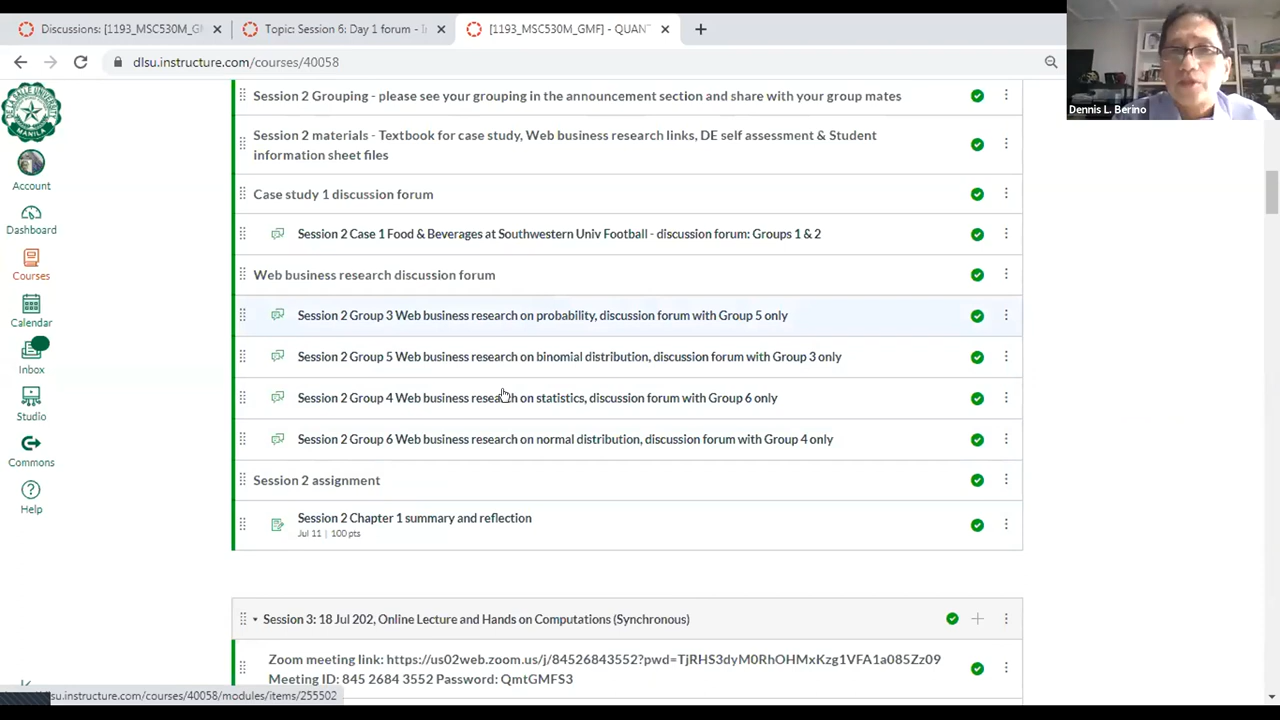 Discussions: [1193_MSC530M_G
Topic: Session 6: Day 1 forum - I
[1193_MSC530M_GMF] - QUANT
dlsu.instructure.com/courses/40058
Dennis L. Berino
Account
Dashboard
Courses
Calendar
Inbox
Studio
Commons
Help
Session 2 Grouping - please see your grouping in the announcement section and share with your group mates
Session 2 materials - Textbook for case study, Web business research links, DE self assessment & Student
information sheet files
Case study 1 discussion forum
Session 2 Case 1 Food & Beverages at Southwestern Univ Football - discussion forum: Groups 1 & 2
Web business research discussion forum
Session 2 Group 3 Web business research on probability, discussion forum with Group 5 only
Session 2 Group 5 Web business research on binomial distribution, discussion forum with Group 3 only
Session 2 Group 4 Web business research on statistics, discussion forum with Group 6 only
Session 2 Group 6 Web business research on normal distribution, discussion forum with Group 4 only
Session 2 assignment
Session 2 Chapter 1 summary and reflection
Jul 11 | 100 pts
Session 3: 18 Jul 202, Online Lecture and Hands on Computations (Synchronous)
Zoom meeting link: https://us02web.zoom.us/j/84526843552?pwd=TjRHS3dyM0RhOHMxKzg1VFA1a085Zz09
Meeting ID: 845 2684 3552 Password: QmtGMFS3
lsu.instructure.com/courses/40058/modules/items/255502